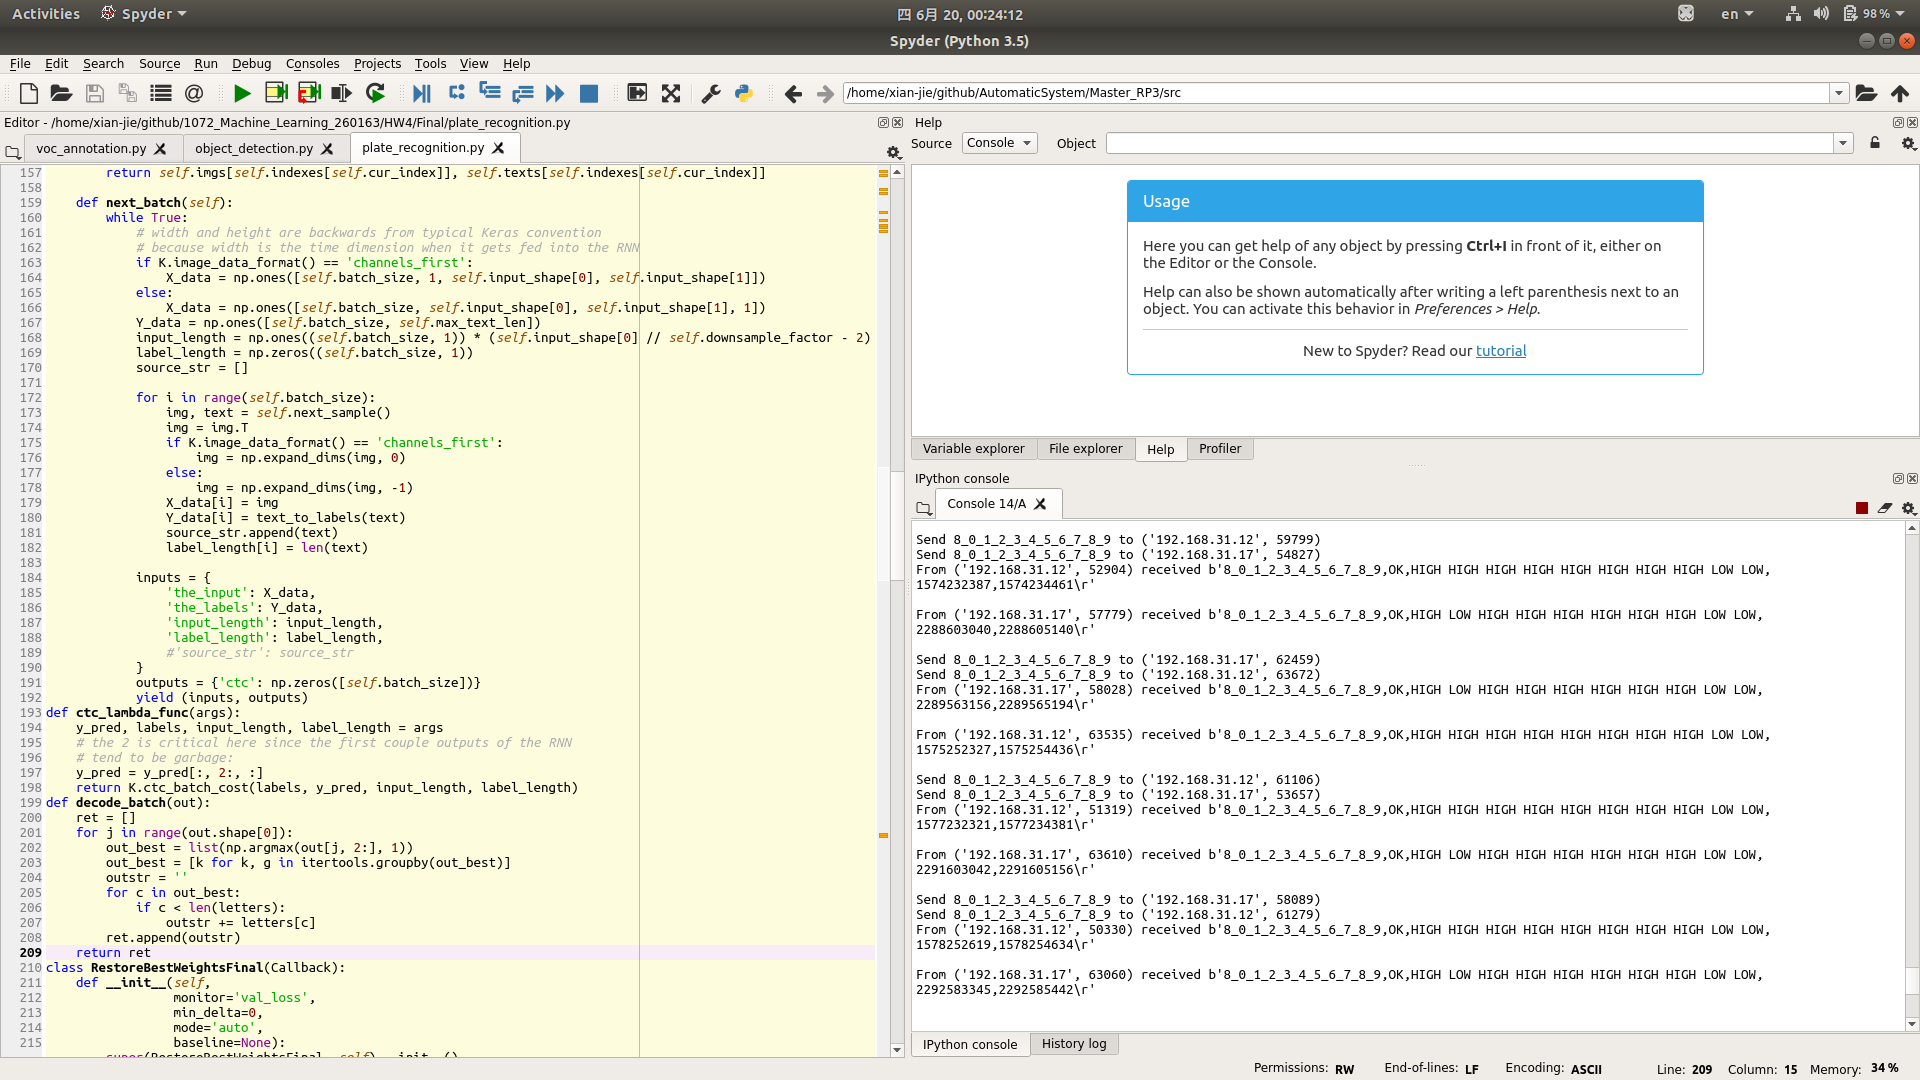 Activities
Spyder
四 6月 20, 00:24:12
en
98 %
Spyder (Python 3.5)
File Edit Search Source Run Debug Consoles Projects Tools View Help
/home/xian-jie/github/AutomaticSystem/Master_RP3/src
Editor - /home/xian-jie/github/1072_Machine_Learning_260163/HW4/Final/plate_recognition.py
voc_annotation.py object_detection.py plate_recognition.py
157         return self.imgs[self.indexes[self.cur_index]], self.texts[self.indexes[self.cur_index]]
158
159     def next_batch(self):
160         while True:
161             # width and height are backwards from typical Keras convention
162             # because width is the time dimension when it gets fed into the RNN
163             if K.image_data_format() == 'channels_first':
164                 X_data = np.ones([self.batch_size, 1, self.input_shape[0], self.input_shape[1]])
165             else:
166                 X_data = np.ones([self.batch_size, self.input_shape[0], self.input_shape[1], 1])
167             Y_data = np.ones([self.batch_size, self.max_text_len])
168             input_length = np.ones((self.batch_size, 1)) * (self.input_shape[0] // self.downsample_factor - 2)
169             label_length = np.zeros((self.batch_size, 1))
170             source_str = []
171
172             for i in range(self.batch_size):
173                 img, text = self.next_sample()
174                 img = img.T
175                 if K.image_data_format() == 'channels_first':
176                     img = np.expand_dims(img, 0)
177                 else:
178                     img = np.expand_dims(img, -1)
179                 X_data[i] = img
180                 Y_data[i] = text_to_labels(text)
181                 source_str.append(text)
182                 label_length[i] = len(text)
183
184             inputs = {
185                 'the_input': X_data,
186                 'the_labels': Y_data,
187                 'input_length': input_length,
188                 'label_length': label_length,
189                 #'source_str': source_str
190             }
191             outputs = {'ctc': np.zeros([self.batch_size])}
192             yield (inputs, outputs)
193 def ctc_lambda_func(args):
194     y_pred, labels, input_length, label_length = args
195     # the 2 is critical here since the first couple outputs of the RNN
196     # tend to be garbage:
197     y_pred = y_pred[:, 2:, :]
198     return K.ctc_batch_cost(labels, y_pred, input_length, label_length)
199 def decode_batch(out):
200     ret = []
201     for j in range(out.shape[0]):
202         out_best = list(np.argmax(out[j, 2:], 1))
203         out_best = [k for k, g in itertools.groupby(out_best)]
204         outstr = ''
205         for c in out_best:
206             if c < len(letters):
207                 outstr += letters[c]
208         ret.append(outstr)
209     return ret
210 class RestoreBestWeightsFinal(Callback):
211     def __init__(self,
212                  monitor='val_loss',
213                  min_delta=0,
214                  mode='auto',
215                  baseline=None):
super(RestoreBestWeightsFinal, self).__init__()
Help
Source Console Object
Usage
Here you can get help of any object by pressing Ctrl+I in front of it, either on
the Editor or the Console.
Help can also be shown automatically after writing a left parenthesis next to an
object. You can activate this behavior in Preferences > Help.
New to Spyder? Read our tutorial
Variable explorer File explorer Help Profiler
IPython console
Console 14/A
Send 8_0_1_2_3_4_5_6_7_8_9 to ('192.168.31.12', 59799)
Send 8_0_1_2_3_4_5_6_7_8_9 to ('192.168.31.17', 54827)
From ('192.168.31.12', 52904) received b'8_0_1_2_3_4_5_6_7_8_9,OK,HIGH HIGH HIGH HIGH HIGH HIGH HIGH HIGH LOW LOW,
1574232387,1574234461\r'
From ('192.168.31.17', 57779) received b'8_0_1_2_3_4_5_6_7_8_9,OK,HIGH LOW HIGH HIGH HIGH HIGH HIGH HIGH LOW LOW,
2288603040,2288605140\r'
Send 8_0_1_2_3_4_5_6_7_8_9 to ('192.168.31.17', 62459)
Send 8_0_1_2_3_4_5_6_7_8_9 to ('192.168.31.12', 63672)
From ('192.168.31.17', 58028) received b'8_0_1_2_3_4_5_6_7_8_9,OK,HIGH LOW HIGH HIGH HIGH HIGH HIGH HIGH LOW LOW,
2289563156,2289565194\r'
From ('192.168.31.12', 63535) received b'8_0_1_2_3_4_5_6_7_8_9,OK,HIGH HIGH HIGH HIGH HIGH HIGH HIGH HIGH LOW LOW,
1575252327,1575254436\r'
Send 8_0_1_2_3_4_5_6_7_8_9 to ('192.168.31.12', 61106)
Send 8_0_1_2_3_4_5_6_7_8_9 to ('192.168.31.17', 53657)
From ('192.168.31.12', 51319) received b'8_0_1_2_3_4_5_6_7_8_9,OK,HIGH HIGH HIGH HIGH HIGH HIGH HIGH HIGH LOW LOW,
1577232321,1577234381\r'
From ('192.168.31.17', 63610) received b'8_0_1_2_3_4_5_6_7_8_9,OK,HIGH LOW HIGH HIGH HIGH HIGH HIGH HIGH LOW LOW,
2291603042,2291605156\r'
Send 8_0_1_2_3_4_5_6_7_8_9 to ('192.168.31.17', 58089)
Send 8_0_1_2_3_4_5_6_7_8_9 to ('192.168.31.12', 61279)
From ('192.168.31.12', 50330) received b'8_0_1_2_3_4_5_6_7_8_9,OK,HIGH HIGH HIGH HIGH HIGH HIGH HIGH HIGH LOW LOW,
1578252619,1578254634\r'
From ('192.168.31.17', 63060) received b'8_0_1_2_3_4_5_6_7_8_9,OK,HIGH LOW HIGH HIGH HIGH HIGH HIGH HIGH LOW LOW,
2292583345,2292585442\r'
IPython console History log
Permissions: RW End-of-lines: LF Encoding: ASCII Line: 209 Column: 15 Memory: 34 %